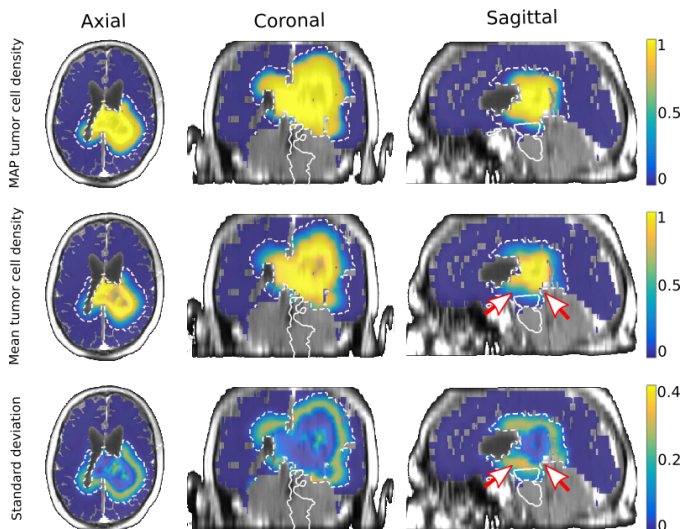 Axial
Coronal
Sagittal
MAP tumor cell density
1
0.5
0
Mean tumor cell density
1
0.5
0
Standard deviation
0.4
0.2
0